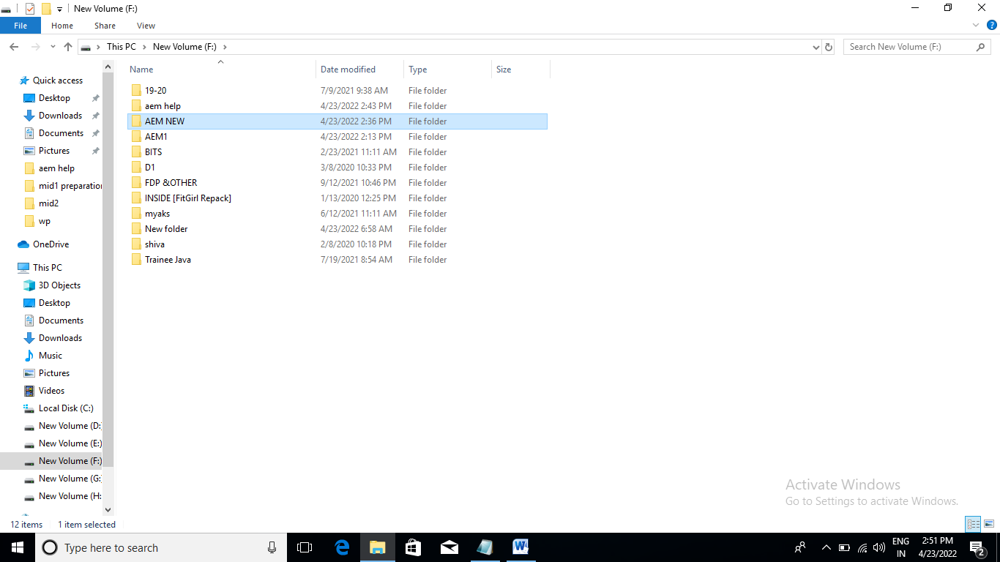 New Volume (F:)
File Home Share View
This PC New Volume (F:) Search New Volume (F:)
Name Date modified Type Size
Quick access
Desktop
Downloads
Documents
Pictures
aem help
mid1 preparation
mid2
wp
OneDrive
This PC
3D Objects
Desktop
Documents
Downloads
Music
Pictures
Videos
Local Disk (C:)
New Volume (D:
New Volume (E:)
New Volume (F:)
New Volume (G:
New Volume (H:
19-20 7/9/2021 9:38 AM File folder
aem help 4/23/2022 2:43 PM File folder
AEM NEW 4/23/2022 2:36 PM File folder
AEM1 4/23/2022 2:13 PM File folder
BITS 2/23/2021 11:11 AM File folder
D1 3/8/2020 10:33 PM File folder
FDP &OTHER 9/12/2021 10:46 PM File folder
INSIDE [FitGirl Repack] 1/13/2020 12:25 PM File folder
myaks 6/12/2021 11:11 AM File folder
New folder 4/23/2022 6:58 AM File folder
shiva 2/8/2020 10:18 PM File folder
Trainee Java 7/19/2021 8:54 AM File folder
Activate Windows
Go to Settings to activate Windows.
12 items 1 item selected
Type here to search
ENG
IN
2:51 PM
4/23/2022
2